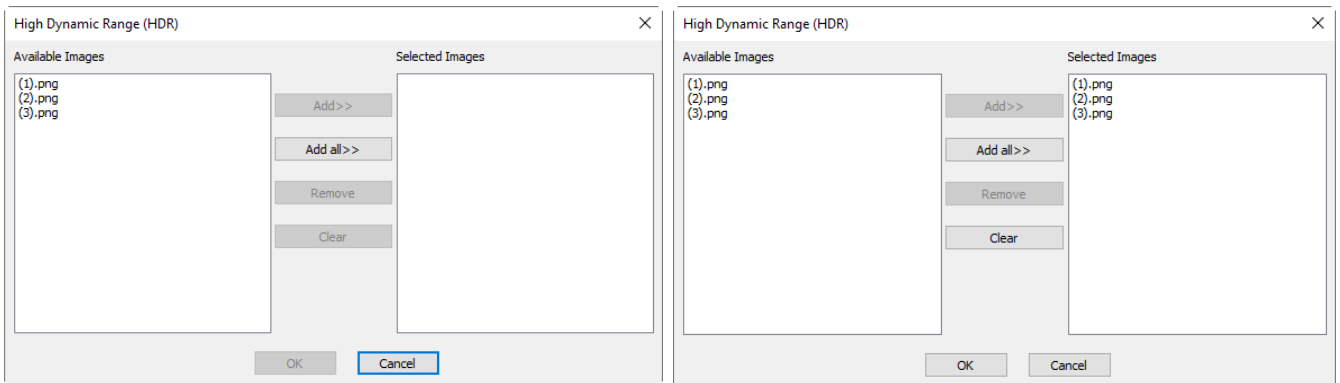 High Dynamic Range (HDR)
Available Images
Selected Images
(1).png
(2).png
(3).png
Add>>
Add all>>
Remove
Clear
OK
Cancel
High Dynamic Range (HDR)
Available Images
Selected Images
(1).png
(2).png
(3).png
Add>>
Add all>>
Remove
Clear
(1).png
(2).png
(3).png
OK
Cancel